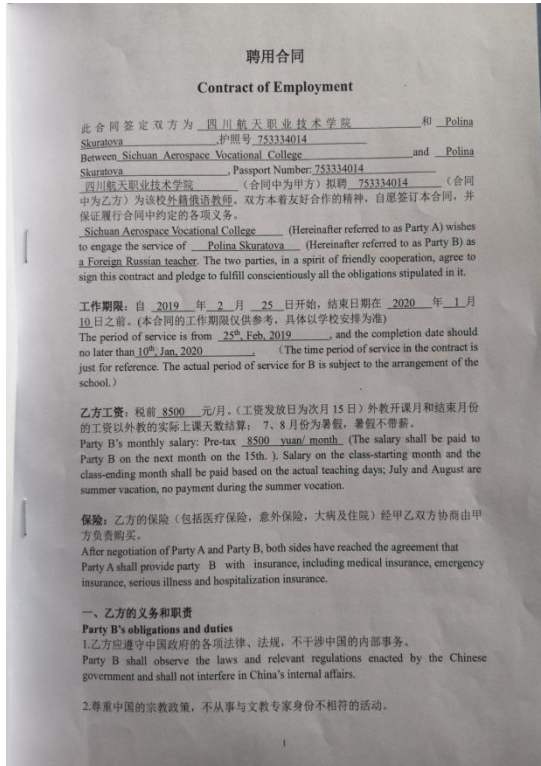 聘用合同
Contract of Employment
此合同签定双方为 四川航天职业技术学院 和 Polina
Skuratova ,护照号 753334014
Between Sichuan Aerospace Vocational College and Polina
Skuratova , Passport Number: 753334014
四川航天职业技术学院 (合同中为甲方) 拟聘 753334014 (合同
中为乙方) 为该校外籍俄语教师。双方本着友好合作的精神，自愿签订本合同，并
保证履行合同中约定的各项义务。
Sichuan Aerospace Vocational College (Hereinafter referred to as Party A) wishes
to engage the service of Polina Skuratova (Hereinafter referred to as Party B) as
a Foreign Russian teacher. The two parties, in a spirit of friendly cooperation, agree to
sign this contract and pledge to fulfill conscientiously all the obligations stipulated in it.
工作期限：自 2019 年 2 月 25 日开始，结束日期在 2020 年 1 月
10 日之前。(本合同的工作期限仅供参考，具体以学校安排为准)
The period of service is from 25th, Feb, 2019 , and the completion date should
no later than 10th, Jan, 2020 . (The time period of service in the contract is
just for reference. The actual period of service for B is subject to the arrangement of the
school.)
乙方工资：税前 8500 元/月。(工资发放日为次月 15 日) 外教开课月和结束月份
的工资以外教的实际上课天数结算； 7、8 月份为暑假，暑假不带薪。
Party B's monthly salary: Pre-tax 8500 yuan/ month (The salary shall be paid to
Party B on the next month on the 15th. ). Salary on the class-starting month and the
class-ending month shall be paid based on the actual teaching days; July and August are
summer vacation, no payment during the summer vocation.
保险：乙方的保险（包括医疗保险，意外保险，大病及住院）经甲乙双方协商由甲
方负责购买。
After negotiation of Party A and Party B, both sides have reached the agreement that
Party A shall provide party B with insurance, including medical insurance, emergency
insurance, serious illness and hospitalization insurance.
一、乙方的义务和职责
Party B's obligations and duties
1.乙方应遵守中国政府的各项法律、法规，不干涉中国的内部事务。
Party B shall observe the laws and relevant regulations enacted by the Chinese
government and shall not interfere in China's internal affairs.
2.尊重中国的宗教政策，不从事与文教专家身份不相符的活动。
1